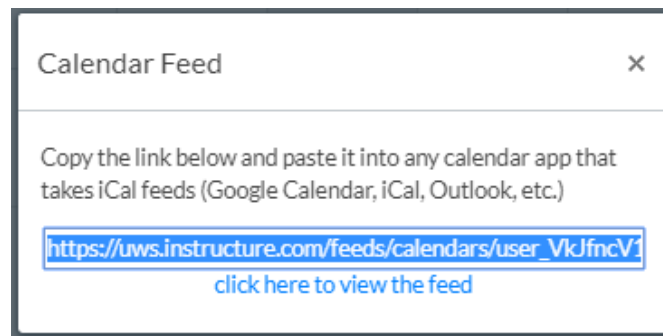 Calendar Feed ×
Copy the link below and paste it into any calendar app that
takes iCal feeds (Google Calendar, iCal, Outlook, etc.)
https://uws.instructure.com/feeds/calendars/user_VkJfncV1
click here to view the feed